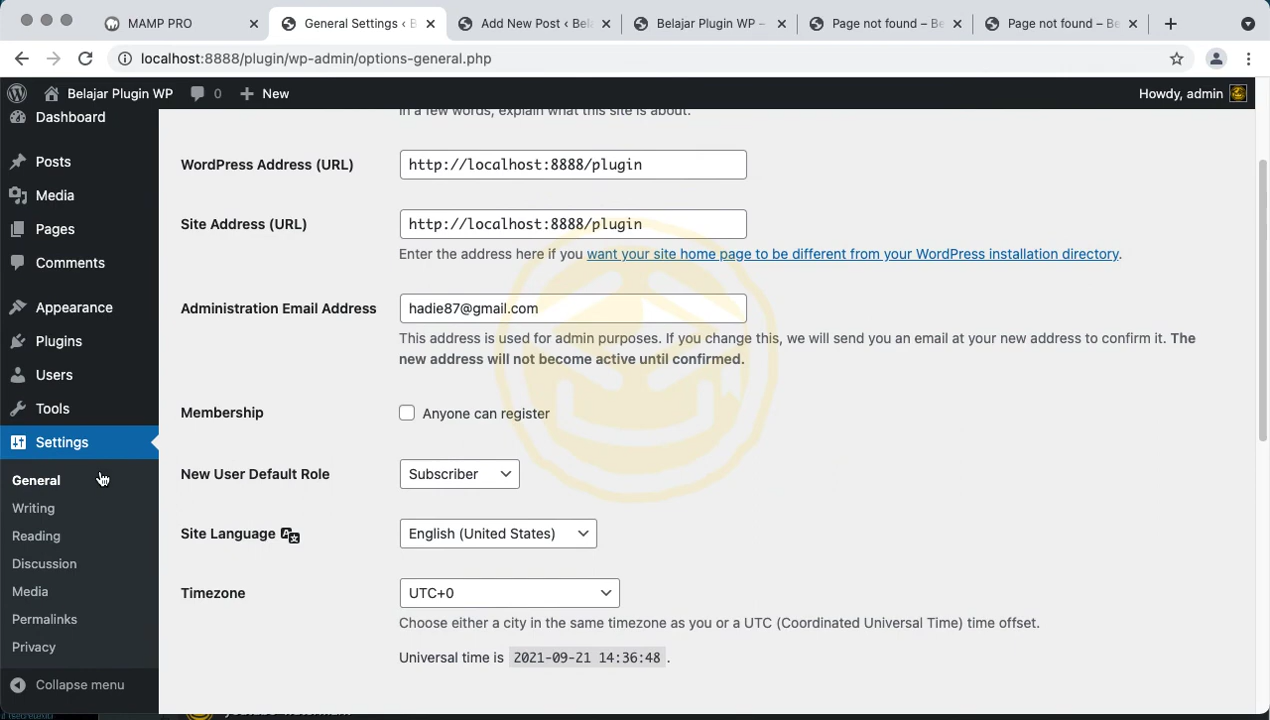 MAMP PRO
General Settings ‹ B
Add New Post ‹ Bela
Belajar Plugin WP –
Page not found – Be
Page not found – Be
localhost:8888/plugin/wp-admin/options-general.php
Belajar Plugin WP
0
New
Howdy, admin
Dashboard
Posts
Media
Pages
Comments
Appearance
Plugins
Users
Tools
Settings
General
Writing
Reading
Discussion
Media
Permalinks
Privacy
Collapse menu
In a few words, explain what this site is about.
WordPress Address (URL)
http://localhost:8888/plugin
Site Address (URL)
http://localhost:8888/plugin
Enter the address here if you want your site home page to be different from your WordPress installation directory.
Administration Email Address
hadie87@gmail.com
This address is used for admin purposes. If you change this, we will send you an email at your new address to confirm it. The
new address will not become active until confirmed.
Membership
Anyone can register
New User Default Role
Subscriber
Site Language
English (United States)
Timezone
UTC+0
Choose either a city in the same timezone as you or a UTC (Coordinated Universal Time) time offset.
Universal time is 2021-09-21 14:36:48 .